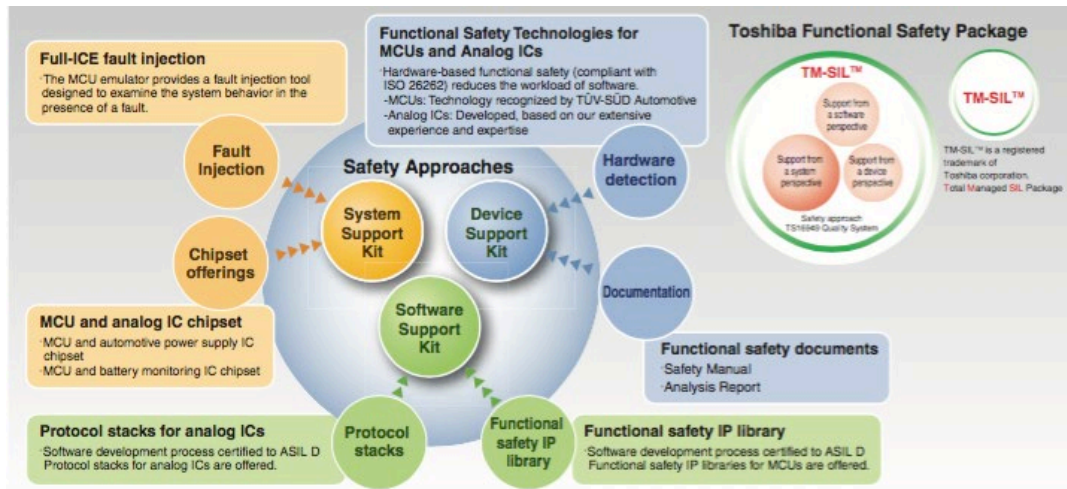 Full-ICE fault injection
·The MCU emulator provides a fault injection tool
designed to examine the system behavior in the
presence of a fault.
Functional Safety Technologies for
MCUs and Analog ICs
·Hardware-based functional safety (compliant with
ISO 26262) reduces the workload of software.
-MCUs: Technology recognized by TÜV-SÜD Automotive
-Analog ICs: Developed, based on our extensive
experience and expertise
Toshiba Functional Safety Package
TM-SIL™
Support from
a software
perspective
Support from
a system
perspective
Support from
a device
perspective
Safety approach
TS16949 Quality System
TM-SIL™
TM-SIL™ is a registered
trademark of
Toshiba corporation.
Total Managed SIL Package
Fault
Injection
Safety Approaches
Hardware
detection
System
Support
Kit
Device
Support
Kit
Chipset
offerings
Documentation
Software
Support
Kit
MCU and analog IC chipset
·MCU and automotive power supply IC
chipset
·MCU and battery monitoring IC chipset
Functional safety documents
·Safety Manual
·Analysis Report
Protocol stacks for analog ICs
·Software development process certified to ASIL D
Protocol stacks for analog ICs are offered.
Protocol
stacks
Functional
safety IP
library
Functional safety IP library
·Software development process certified to ASIL D
Functional safety IP libraries for MCUs are offered.